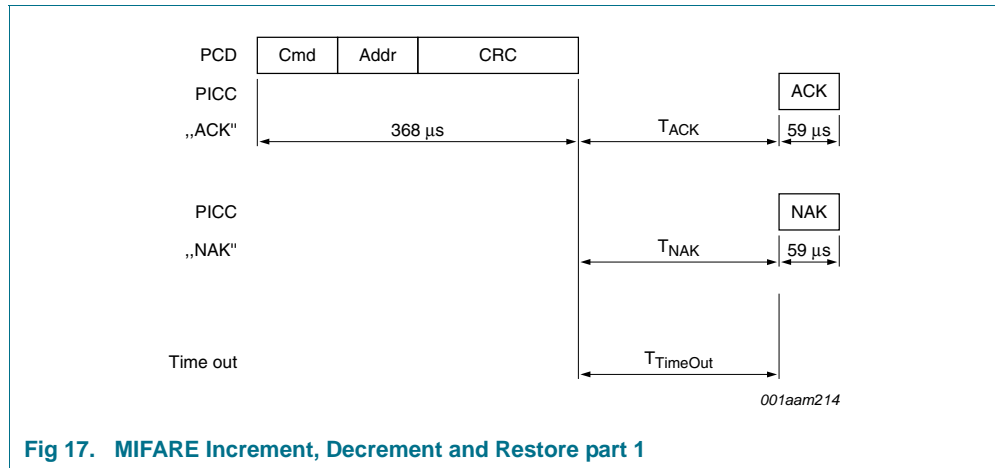 PCD Cmd Addr CRC
PICC ACK
,,ACK" 368 μs TACK 59 μs
PICC NAK
,,NAK" TNAK 59 μs
Time out TTimeOut
001aam214
Fig 17. MIFARE Increment, Decrement and Restore part 1